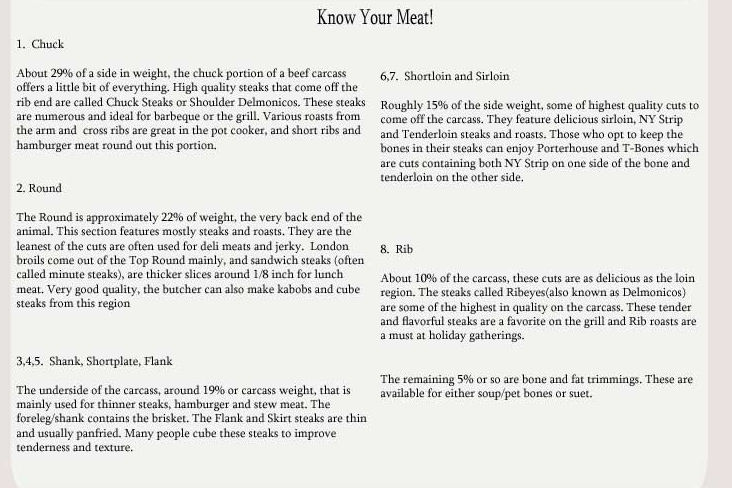 Know Your Meat!
1. Chuck
About 29% of a side in weight, the chuck portion of a beef carcass
offers a little bit of everything. High quality steaks that come off the
rib end are called Chuck Steaks or Shoulder Delmonicos. These steaks
are numerous and ideal for barbeque or the grill. Various roasts from
the arm and cross ribs are great in the pot cooker, and short ribs and
hamburger meat round out this portion.
2. Round
The Round is approximately 22% of weight, the very back end of the
animal. This section features mostly steaks and roasts. They are the
leanest of the cuts are often used for deli meats and jerky. London
broils come out of the Top Round mainly, and sandwich steaks (often
called minute steaks), are thicker slices around 1/8 inch for lunch
meat. Very good quality, the butcher can also make kabobs and cube
steaks from this region
3,4,5. Shank, Shortplate, Flank
The underside of the carcass, around 19% or carcass weight, that is
mainly used for thinner steaks, hamburger and stew meat. The
foreleg/shank contains the brisket. The Flank and Skirt steaks are thin
and usually panfried. Many people cube these steaks to improve
tenderness and texture.
6,7. Shortloin and Sirloin
Roughly 15% of the side weight, some of highest quality cuts to
come off the carcass. They feature delicious sirloin, NY Strip
and Tenderloin steaks and roasts. Those who opt to keep the
bones in their steaks can enjoy Porterhouse and T-Bones which
are cuts containing both NY Strip on one side of the bone and
tenderloin on the other side.
8. Rib
About 10% of the carcass, these cuts are as delicious as the loin
region. The steaks called Ribeyes(also known as Delmonicos)
are some of the highest in quality on the carcass. These tender
and flavorful steaks are a favorite on the grill and Rib roasts are
a must at holiday gatherings.
The remaining 5% or so are bone and fat trimmings. These are
available for either soup/pet bones or suet.